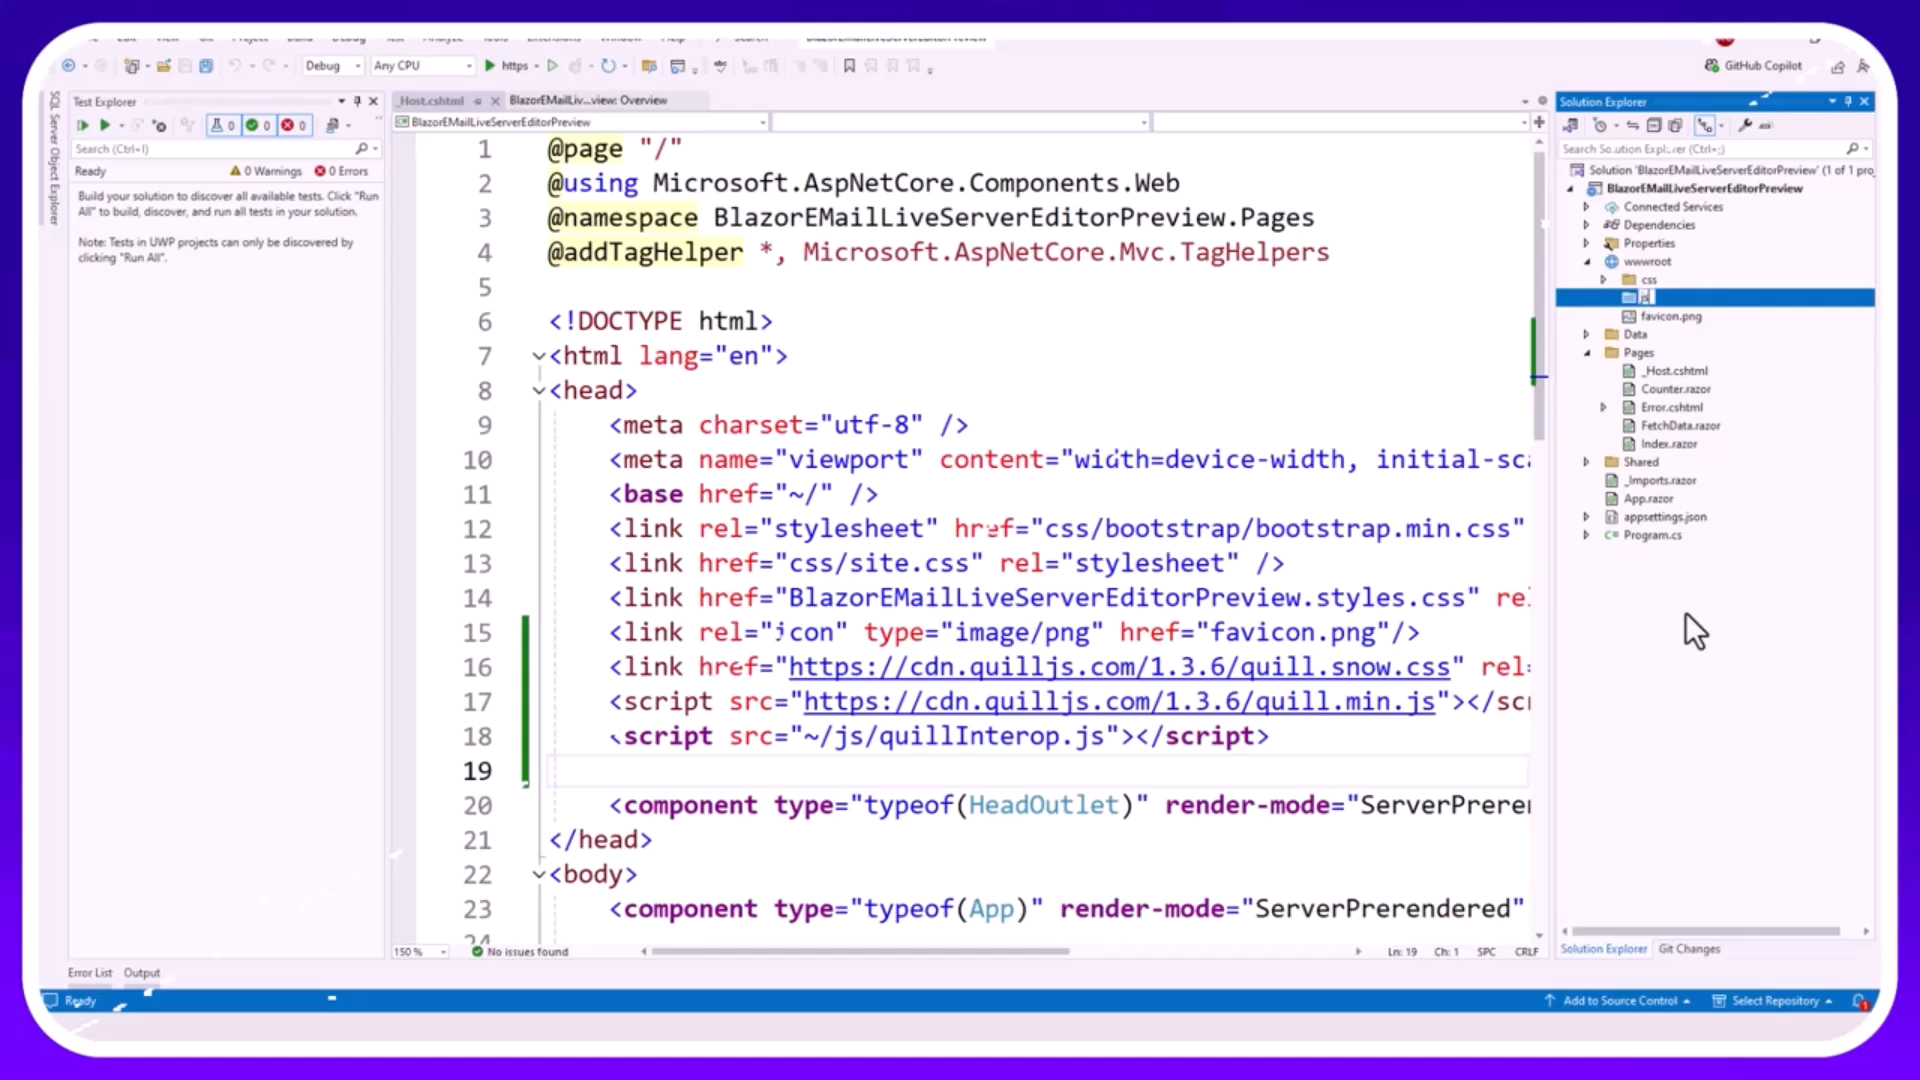 Debug
Any CPU
https
GitHub Copilot
SQL Server Object Explorer
Test Explorer
0
0
0
Search (Ctrl+I)
Ready
0 Warnings
0 Errors
Build your solution to discover all available tests. Click "Run
All" to build, discover, and run all tests in your solution.
Note: Tests in UWP projects can only be discovered by
clicking "Run All".
_Host.cshtml
BlazorEMailLiv...view: Overview
BlazorEMailLiveServerEditorPreview
1 @page "/"
2 @using Microsoft.AspNetCore.Components.Web
3 @namespace BlazorEMailLiveServerEditorPreview.Pages
4 @addTagHelper *, Microsoft.AspNetCore.Mvc.TagHelpers
5
6 <!DOCTYPE html>
7 <html lang="en">
8 <head>
9 <meta charset="utf-8" />
10 <meta name="viewport" content="width=device-width, initial-sca
11 <base href="~/" />
12 <link rel="stylesheet" href="css/bootstrap/bootstrap.min.css"
13 <link href="css/site.css" rel="stylesheet" />
14 <link href="BlazorEMailLiveServerEditorPreview.styles.css" re
15 <link rel="icon" type="image/png" href="favicon.png"/>
16 <link href="https://cdn.quilljs.com/1.3.6/quill.snow.css" rel
17 <script src="https://cdn.quilljs.com/1.3.6/quill.min.js"></scr
18 <script src="~/js/quillInterop.js"></script>
19
20 <component type="typeof(HeadOutlet)" render-mode="ServerPreren
21 </head>
22 <body>
23 <component type="typeof(App)" render-mode="ServerPrerendered"
24
150 %
No issues found
Ln: 19
Ch: 1
SPC
CRLF
Solution Explorer
Search Solution Explorer (Ctrl+;)
Solution 'BlazorEMailLiveServerEditorPreview' (1 of 1 pro
BlazorEMailLiveServerEditorPreview
Connected Services
Dependencies
Properties
wwwroot
css
favicon.png
Data
Pages
_Host.cshtml
Counter.razor
Error.cshtml
FetchData.razor
Index.razor
Shared
_Imports.razor
App.razor
appsettings.json
Program.cs
Solution Explorer
Git Changes
Error List
Output
Ready
Add to Source Control
Select Repository
1